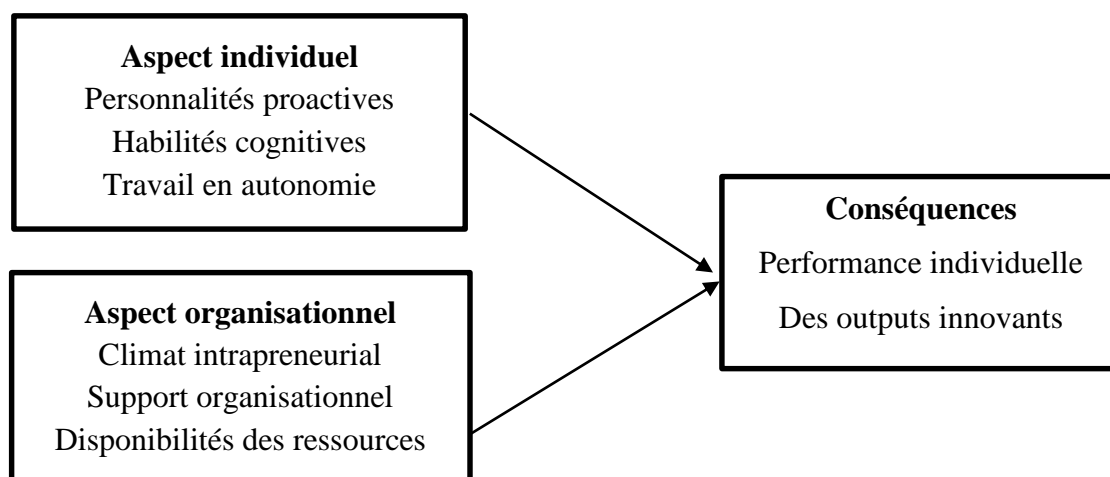 Aspect individuel
Personnalités proactives
Habilités cognitives
Travail en autonomie
Aspect organisationnel
Climat intrapreneurial
Support organisationnel
Disponibilités des ressources
Conséquences
Performance individuelle
Des outputs innovants